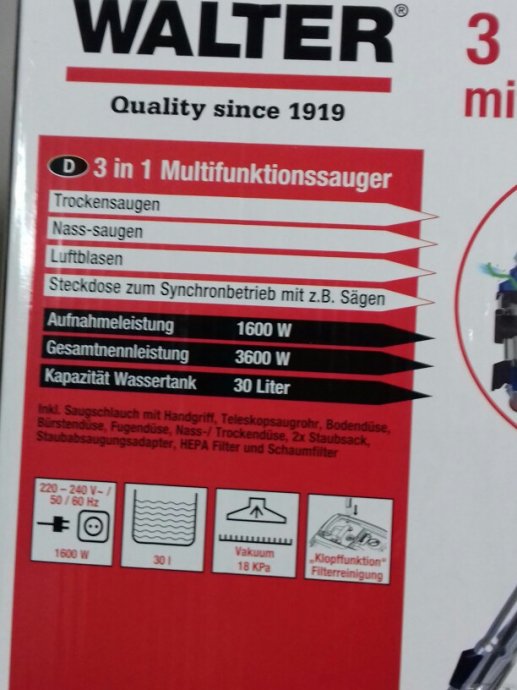 WALTER®
Quality since 1919
3
mi
D 3 in 1 Multifunktionssauger
Trockensaugen
Nass-saugen
Luftblasen
Steckdose zum Synchronbetrieb mit z.B. Sägen
Aufnahmeleistung 1600 W
Gesamtnennleistung 3600 W
Kapazität Wassertank 30 Liter
Inkl. Saugschlauch mit Handgriff, Teleskopsaugrohr, Bodendüse,
Bürstendüse, Fugendüse, Nass-/ Trockendüse, 2x Staubsack,
Staubabsaugungsadapter, HEPA Filter und Schaumfilter
220 – 240 V~ /
50 / 60 Hz
1600 W
30 l
Vakuum
18 KPa
„Klopffunktion"
Filterreinigung